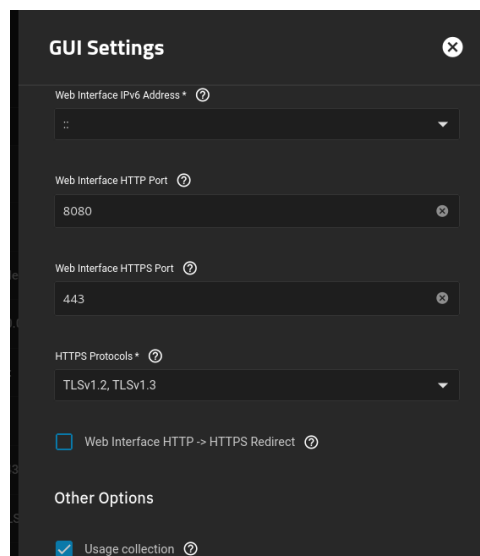 GUI Settings
Web Interface IPv6 Address *
::
Web Interface HTTP Port
8080
Web Interface HTTPS Port
443
HTTPS Protocols *
TLSv1.2, TLSv1.3
Web Interface HTTP -> HTTPS Redirect
Other Options
Usage collection